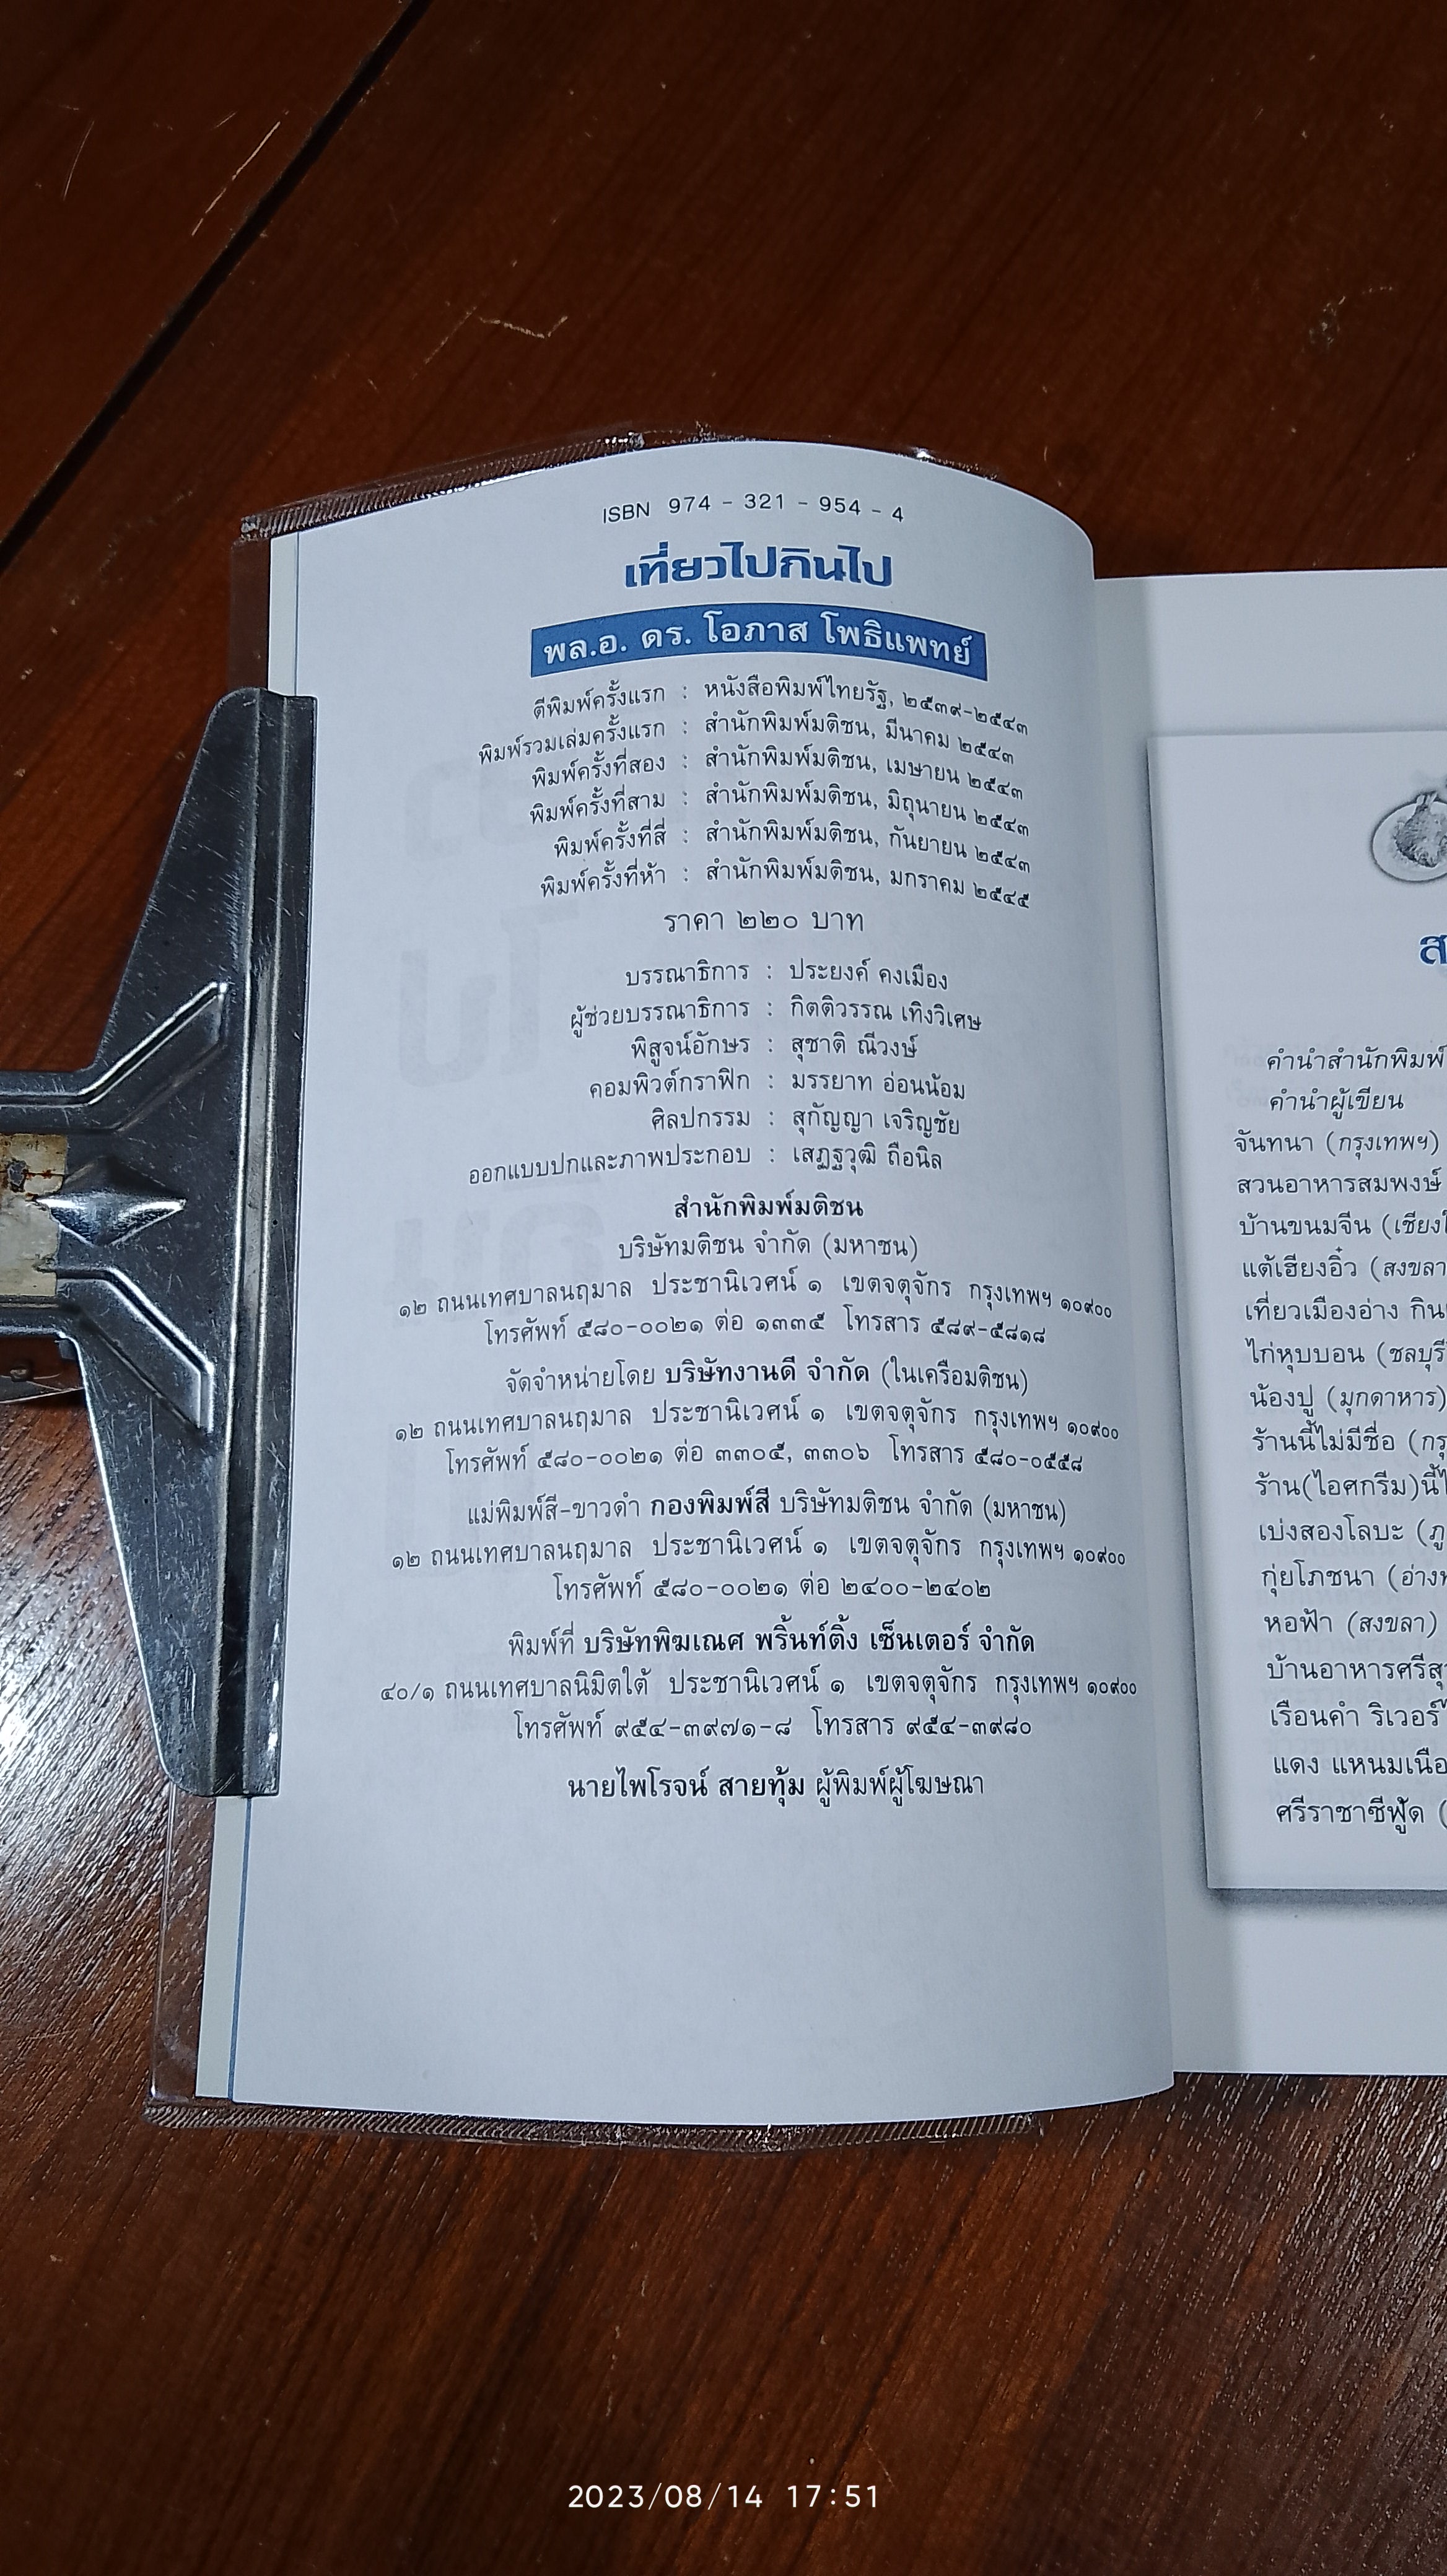 ISBN 974 - 321 - 954 - 4
เที่ยวไปกินไป
พล.อ. ดร. โอภาส โพธิแพทย์
ตีพิมพ์ครั้งแรก : หนังสือพิมพ์ไทยรัฐ, ๒๕๓๙-๒๕๔๓
พิมพ์รวมเล่มครั้งแรก : สำนักพิมพ์มติชน, มีนาคม ๒๕๔๓
พิมพ์ครั้งที่สอง : สำนักพิมพ์มติชน, เมษายน ๒๕๔๓
พิมพ์ครั้งที่สาม : สำนักพิมพ์มติชน, มิถุนายน ๒๕๔๓
พิมพ์ครั้งที่สี่ : สำนักพิมพ์มติชน, กันยายน ๒๕๔๓
พิมพ์ครั้งที่ห้า : สำนักพิมพ์มติชน, มกราคม ๒๕๔๕
ราคา ๒๒๐ บาท
บรรณาธิการ : ประยงค์ คงเมือง
ผู้ช่วยบรรณาธิการ : กิตติวรรณ เทิงวิเศษ
พิสูจน์อักษร : สุชาติ ณีวงษ์
คอมพิวต์กราฟิก : มรรยาท อ่อนน้อม
ศิลปกรรม : สุกัญญา เจริญชัย
ออกแบบปกและภาพประกอบ : เสฏฐวุฒิ ถือนิล
สำนักพิมพ์มติชน
บริษัทมติชน จำกัด (มหาชน)
๑๒ ถนนเทศบาลนฤมาล ประชานิเวศน์ ๑ เขตจตุจักร กรุงเทพฯ ๑๐๙๐๐
โทรศัพท์ ๕๘๐-๐๐๒๑ ต่อ ๑๓๓๕ โทรสาร ๕๘๙-๕๘๑๘
จัดจำหน่ายโดย บริษัทงานดี จำกัด (ในเครือมติชน)
๑๒ ถนนเทศบาลนฤมาล ประชานิเวศน์ ๑ เขตจตุจักร กรุงเทพฯ ๑๐๙๐๐
โทรศัพท์ ๕๘๐-๐๐๒๑ ต่อ ๓๓๐๕, ๓๓๐๖ โทรสาร ๕๘๐-๐๕๕๘
แม่พิมพ์สี-ขาวดำ กองพิมพ์สี บริษัทมติชน จำกัด (มหาชน)
๑๒ ถนนเทศบาลนฤมาล ประชานิเวศน์ ๑ เขตจตุจักร กรุงเทพฯ ๑๐๙๐๐
โทรศัพท์ ๕๘๐-๐๐๒๑ ต่อ ๒๔๐๐-๒๔๐๒
พิมพ์ที่ บริษัทพิฆเณศ พริ้นท์ติ้ง เซ็นเตอร์ จำกัด
๔๐/๑ ถนนเทศบาลนิมิตใต้ ประชานิเวศน์ ๑ เขตจตุจักร กรุงเทพฯ ๑๐๙๐๐
โทรศัพท์ ๙๕๔-๓๙๗๑-๘ โทรสาร ๙๕๔-๓๙๘๐
นายไพโรจน์ สายทุ้ม ผู้พิมพ์ผู้โฆษณา
ส
คำนำสำนักพิมพ์
คำนำผู้เขียน
จันทนา (กรุงเทพฯ)
สวนอาหารสมพงษ์
บ้านขนมจีน (เชียงใ
แต้เฮียงอิ๋ว (สงขลา
เที่ยวเมืองอ่าง กิน
ไก่หุบบอน (ชลบุรี
น้องปู (มุกดาหาร)
ร้านนี้ไม่มีชื่อ (กรุ
ร้าน(ไอศกรีม)นี้ไ
เบ่งสองโลบะ (ภู
กุ่ยโภชนา (อ่างท
หอฟ้า (สงขลา)
บ้านอาหารศรีสุ
เรือนคำ ริเวอร์
แดง แหนมเนือ
ศรีราชาซีฟู้ด (
2023/08/14 17:51